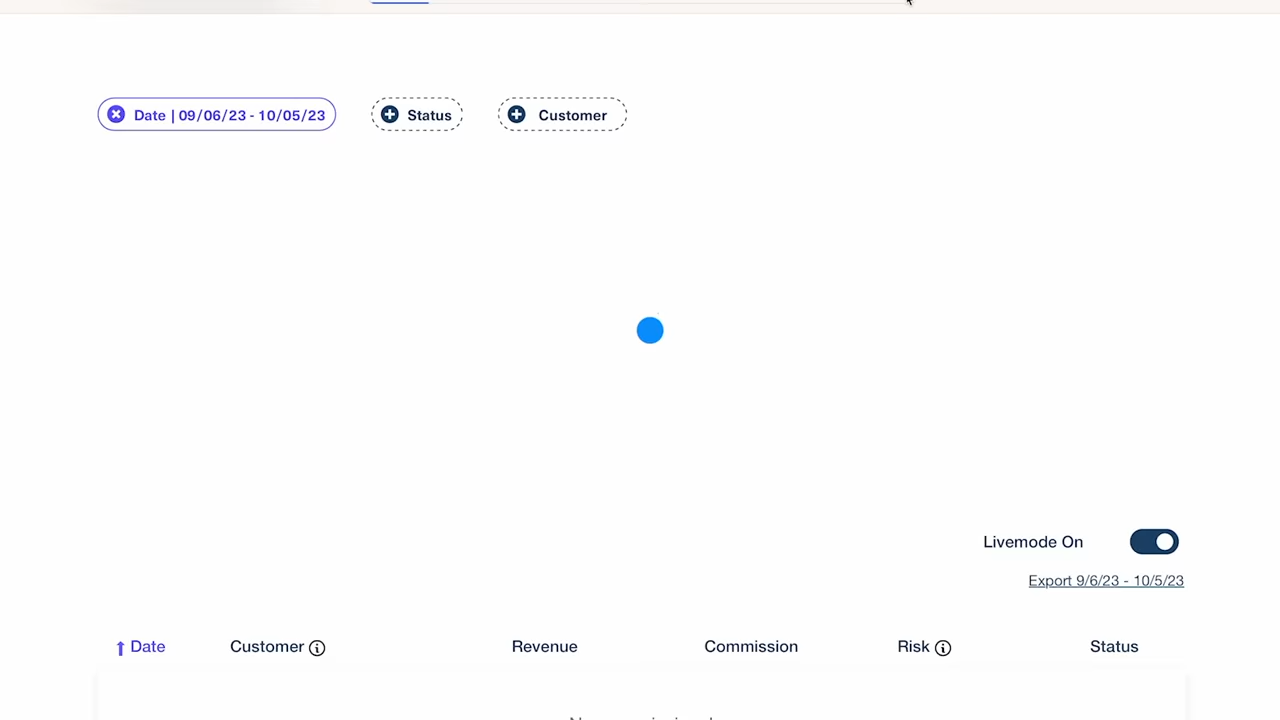 Date | 09/06/23 - 10/05/23
Status
Customer
Livemode On
Export 9/6/23 - 10/5/23
Date Customer Revenue Commission Risk Status